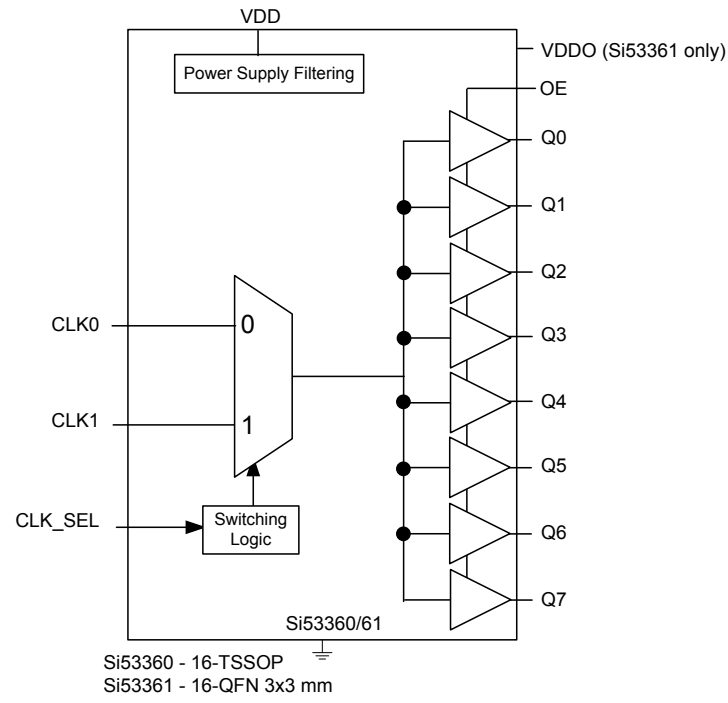 VDD
VDDO (Si53361 only)
Power Supply Filtering
OE
Q0
Q1
Q2
Q3
Q4
Q5
Q6
Q7
CLK0
0
CLK1
1
CLK_SEL
Switching
Logic
Si53360/61
Si53360 - 16-TSSOP
Si53361 - 16-QFN 3x3 mm